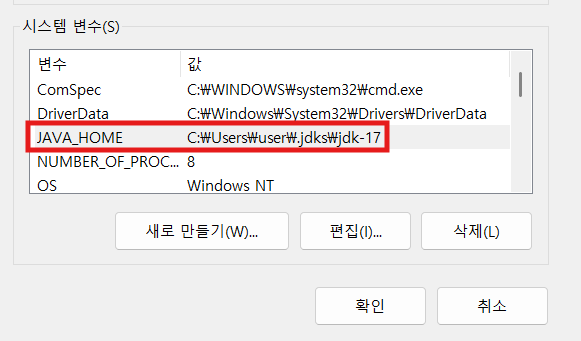 시스템 변수(S)
변수 값
ComSpec C:₩WINDOWS₩system32₩cmd.exe
DriverData C:₩Windows₩System32₩Drivers₩DriverData
JAVA_HOME C:₩Users₩user₩.jdks₩jdk-17
NUMBER_OF_PROC... 8
OS Windows NT
새로 만들기(W)... 편집(I)... 삭제(L)
확인 취소